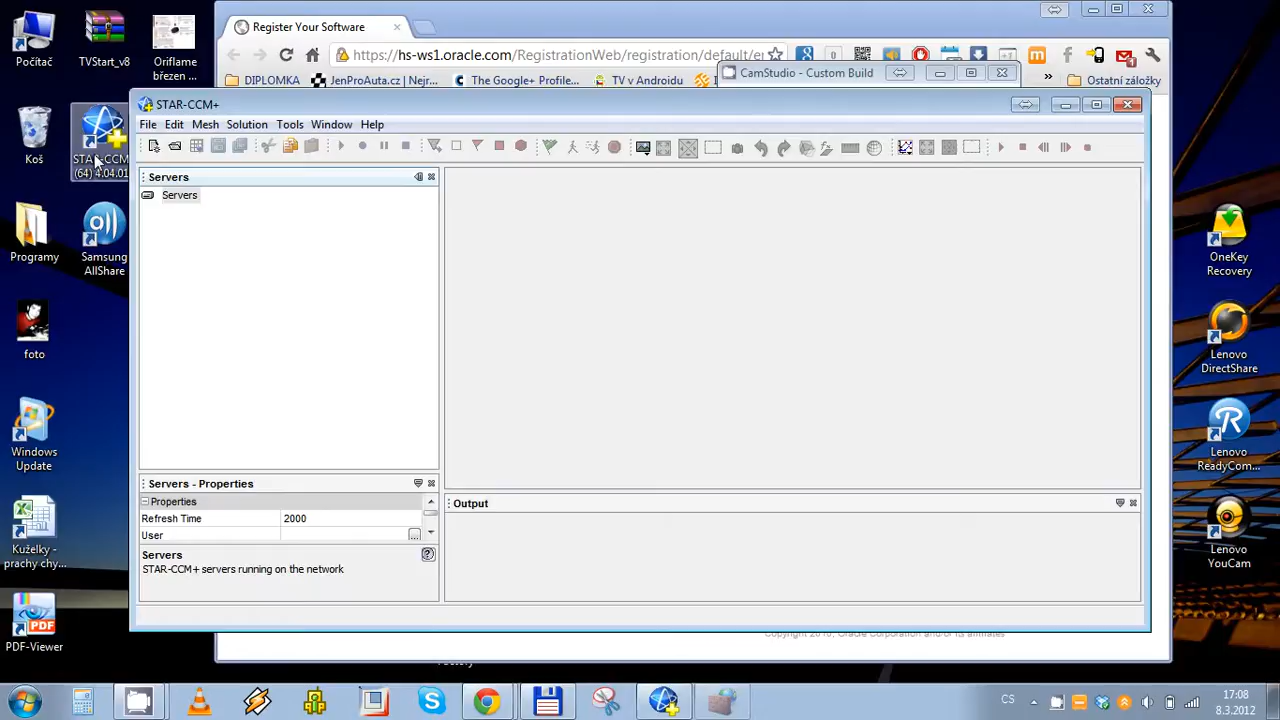 Počítač
TVStart_v8
Oriflame
březen ...
Koš
STAR-CCM
(64) 4.04.01
Programy
Samsung
AllShare
foto
Windows
Update
Kuželky -
prachy chy...
PDF-Viewer
Register Your Software
https://hs-ws1.oracle.com/RegistrationWeb/registration/default/e
DIPLOMKA
JenProAuta.cz | Nejr...
The Google+ Profile...
TV v Androidu
»
Ostatní záložky
CamStudio - Custom Build
STAR-CCM+
File Edit Mesh Solution Tools Window Help
Servers
Servers
Servers - Properties
Properties
Refresh Time 2000
User
Servers
STAR-CCM+ servers running on the network
Output
OneKey
Recovery
Lenovo
DirectShare
Lenovo
ReadyCom...
Lenovo
YouCam
CS
17:08
8.3.2012